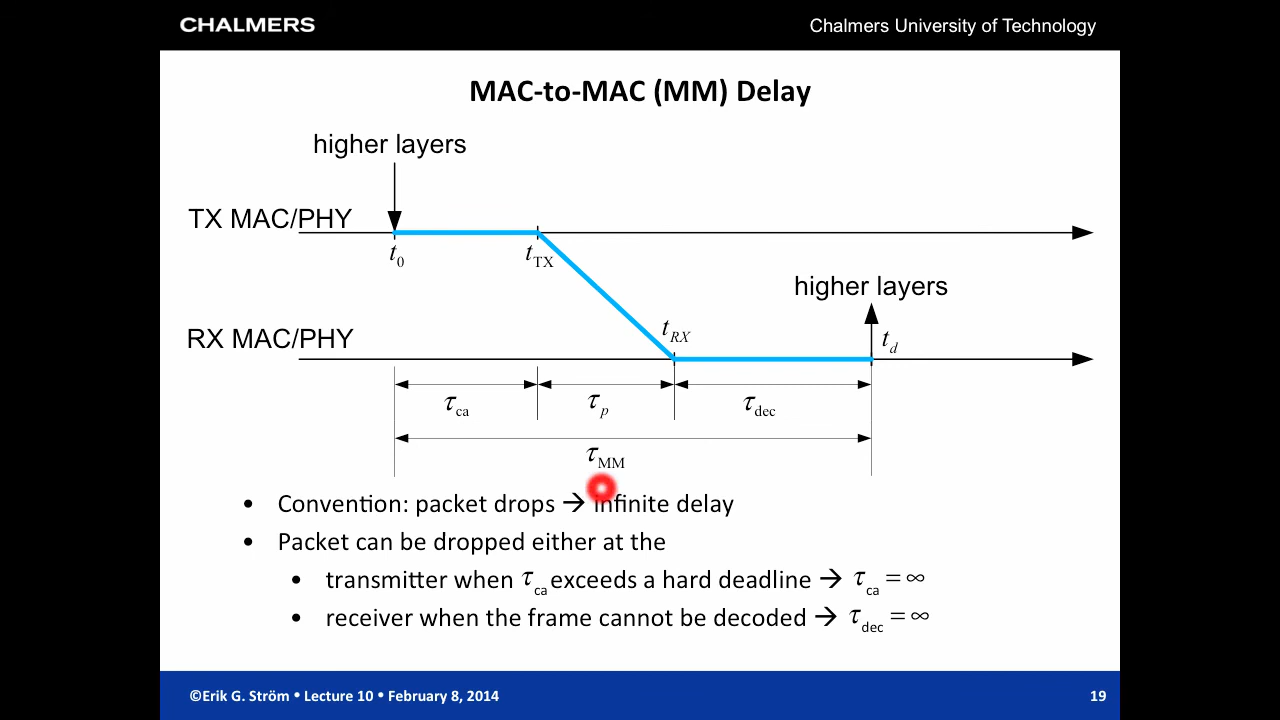 CHALMERS
Chalmers University of Technology
MAC-to-MAC (MM) Delay
higher layers
TX MAC/PHY
t0
tTX
higher layers
RX MAC/PHY
tRX
td
τca
τp
τdec
τMM
• Convention: packet drops → infinite delay
• Packet can be dropped either at the
• transmitter when τca exceeds a hard deadline → τca = ∞
• receiver when the frame cannot be decoded → τdec = ∞
©Erik G. Ström • Lecture 10 • February 8, 2014
19